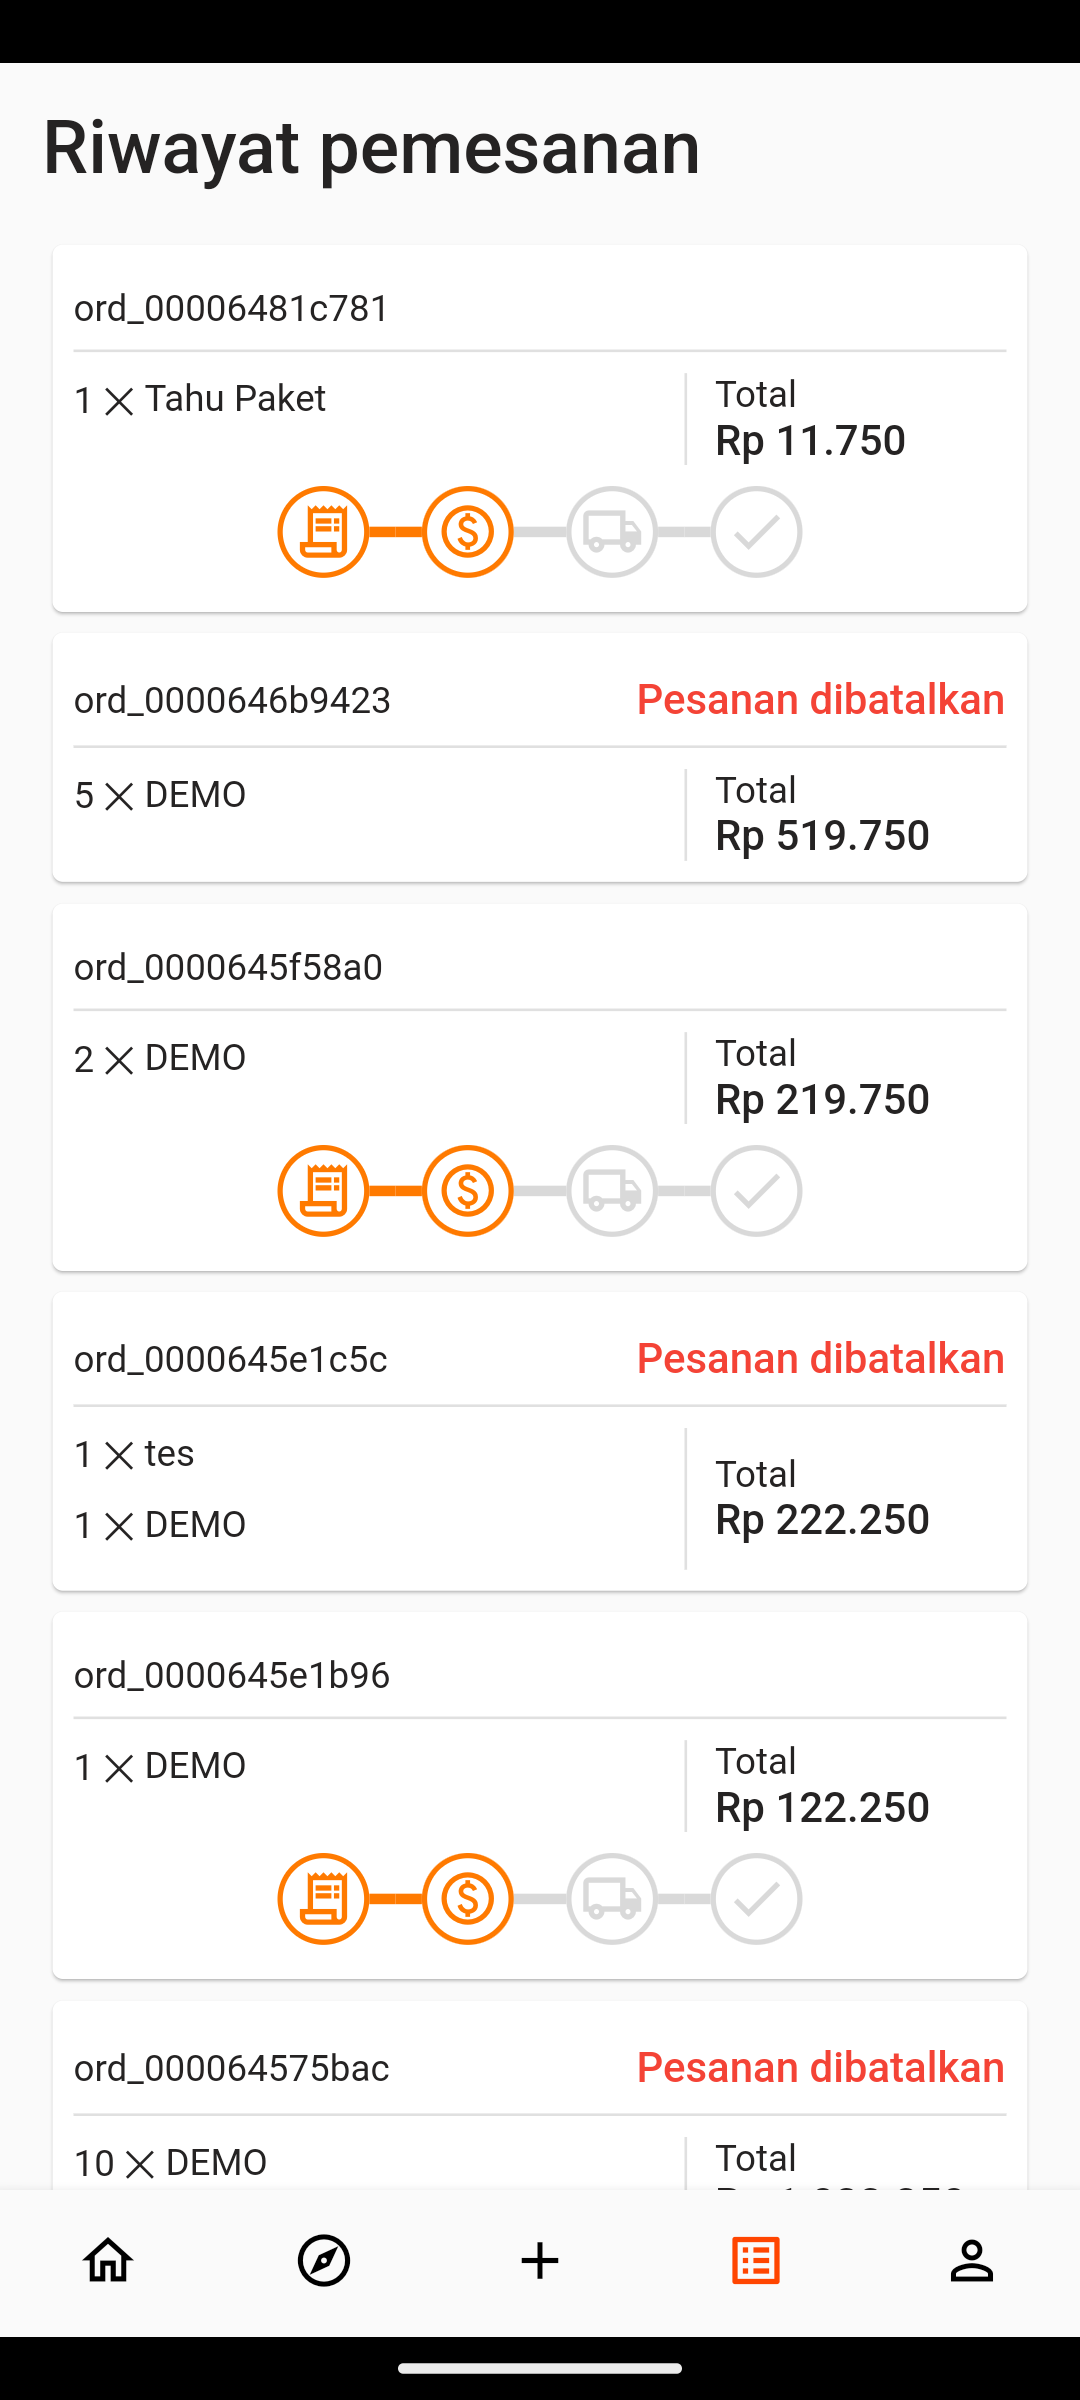 Riwayat pemesanan
ord_00006481c781
1 × Tahu Paket
Total
Rp 11.750
ord_0000646b9423
Pesanan dibatalkan
5 × DEMO
Total
Rp 519.750
ord_0000645f58a0
2 × DEMO
Total
Rp 219.750
ord_0000645e1c5c
Pesanan dibatalkan
1 × tes
1 × DEMO
Total
Rp 222.250
ord_0000645e1b96
1 × DEMO
Total
Rp 122.250
ord_000064575bac
Pesanan dibatalkan
10 × DEMO
Total